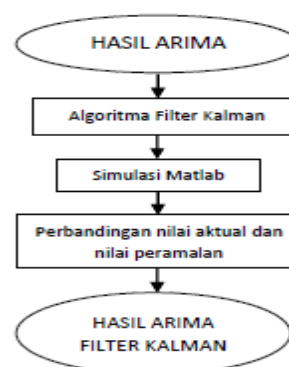 HASIL ARIMA
Algoritma Filter Kalman
Simulasi Matlab
Perbandingan nilai aktual dan
nilai peramalan
HASIL ARIMA
FILTER KALMAN